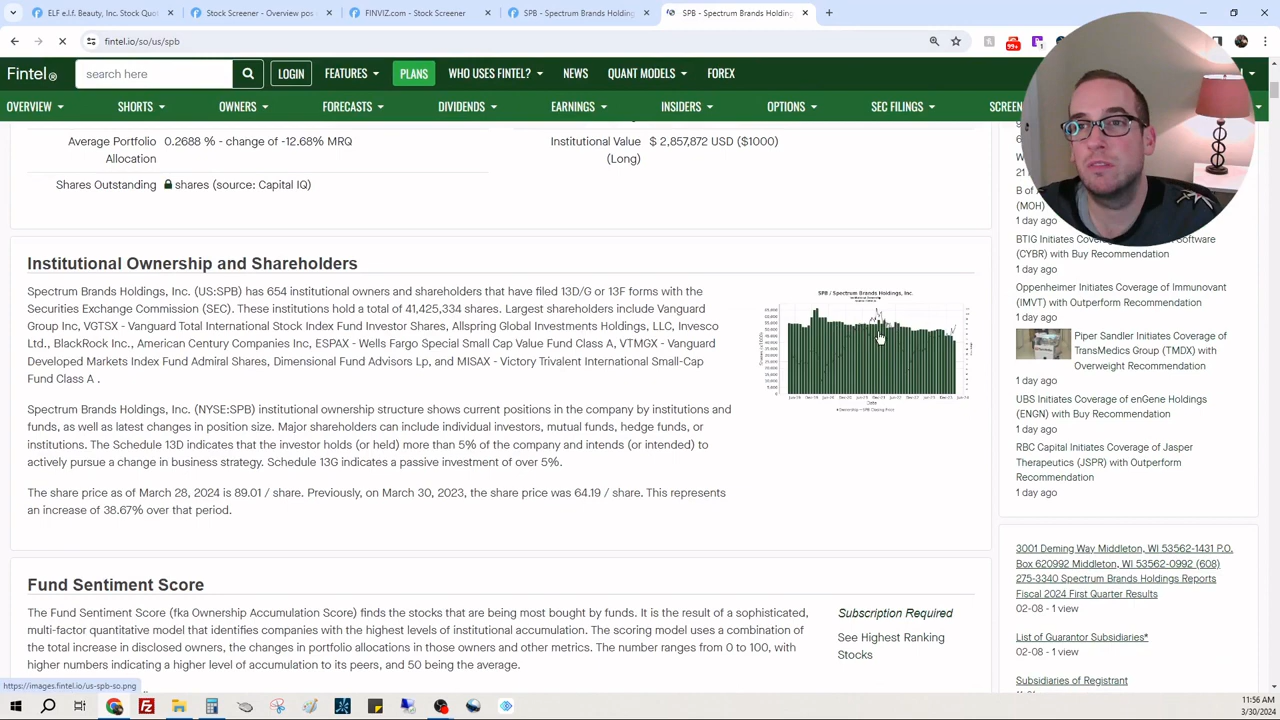 ELF e.l.f. Beauty, Inc. Stock Quo
Stock Screener - Overview pos
FINVIZ.com - Stock Screener
SPB - Spectrum Brands Holding
SPB - Spectrum Brands Holding
fintel.io/so/us/spb
99+
1
Fintel
search here
LOGIN
FEATURES
PLANS
WHO USES FINTEL?
NEWS
QUANT MODELS
FOREX
OVERVIEW
SHORTS
OWNERS
FORECASTS
DIVIDENDS
EARNINGS
INSIDERS
OPTIONS
SEC FILINGS
SCREEN
Average Portfolio
Allocation
0.2688 % - change of -12.68% MRQ
Shares Outstanding
shares (source: Capital IQ)
Institutional Value
(Long)
$ 2,857,872 USD ($1000)
Institutional Ownership and Shareholders
Spectrum Brands Holdings, Inc. (US:SPB) has 654 institutional owners and shareholders that have filed 13D/G or 13F forms with the
Securities Exchange Commission (SEC). These institutions hold a total of 41,425,334 shares. Largest shareholders include Vanguard
Group Inc, VGTSX - Vanguard Total International Stock Index Fund Investor Shares, Allspring Global Investments Holdings, LLC, Invesco
Ltd., BlackRock Inc., American Century Companies Inc, ESPAX - Wells Fargo Special Small Cap Value Fund Class A, VTMGX - Vanguard
Developed Markets Index Fund Admiral Shares, Dimensional Fund Advisors Lp, and MISAX - Victory Trivalent International Small-Cap
Fund Class A .
Spectrum Brands Holdings, Inc. (NYSE:SPB) institutional ownership structure shows current positions in the company by institutions and
funds, as well as latest changes in position size. Major shareholders can include individual investors, mutual funds, hedge funds, or
institutions. The Schedule 13D indicates that the investor holds (or held) more than 5% of the company and intends (or intended) to
actively pursue a change in business strategy. Schedule 13G indicates a passive investment of over 5%.
The share price as of March 28, 2024 is 89.01 / share. Previously, on March 30, 2023, the share price was 64.19 / share. This represents
an increase of 38.67% over that period.
SPB / Spectrum Brands Holdings, Inc.
Fund Sentiment Score
The Fund Sentiment Score (fka Ownership Accumulation Score) finds the stocks that are being most bought by funds. It is the result of a sophisticated,
multi-factor quantitative model that identifies companies with the highest levels of institutional accumulation. The scoring model uses a combination of
the total increase in disclosed owners, the changes in portfolio allocations in those owners and other metrics. The number ranges from 0 to 100, with
higher numbers indicating a higher level of accumulation to its peers, and 50 being the average.
Subscription Required
See Highest Ranking
Stocks
B of
(MOH)
1 day ago
BTIG Initiates Software
(CYBR) with Buy Recommendation
1 day ago
Oppenheimer Initiates Coverage of Immunovant
(IMVT) with Outperform Recommendation
1 day ago
Piper Sandler Initiates Coverage of
TransMedics Group (TMDX) with
Overweight Recommendation
1 day ago
UBS Initiates Coverage of enGene Holdings
(ENGN) with Buy Recommendation
1 day ago
RBC Capital Initiates Coverage of Jasper
Therapeutics (JSPR) with Outperform
Recommendation
1 day ago
3001 Deming Way Middleton, WI 53562-1431 P.O.
Box 620992 Middleton, WI 53562-0992 (608)
275-3340 Spectrum Brands Holdings Reports
Fiscal 2024 First Quarter Results
02-08 - 1 view
List of Guarantor Subsidiaries*
02-08 - 1 view
Subsidiaries of Registrant
https://images.fintel.io/us-spb-so.png
11:56 AM
3/30/2024